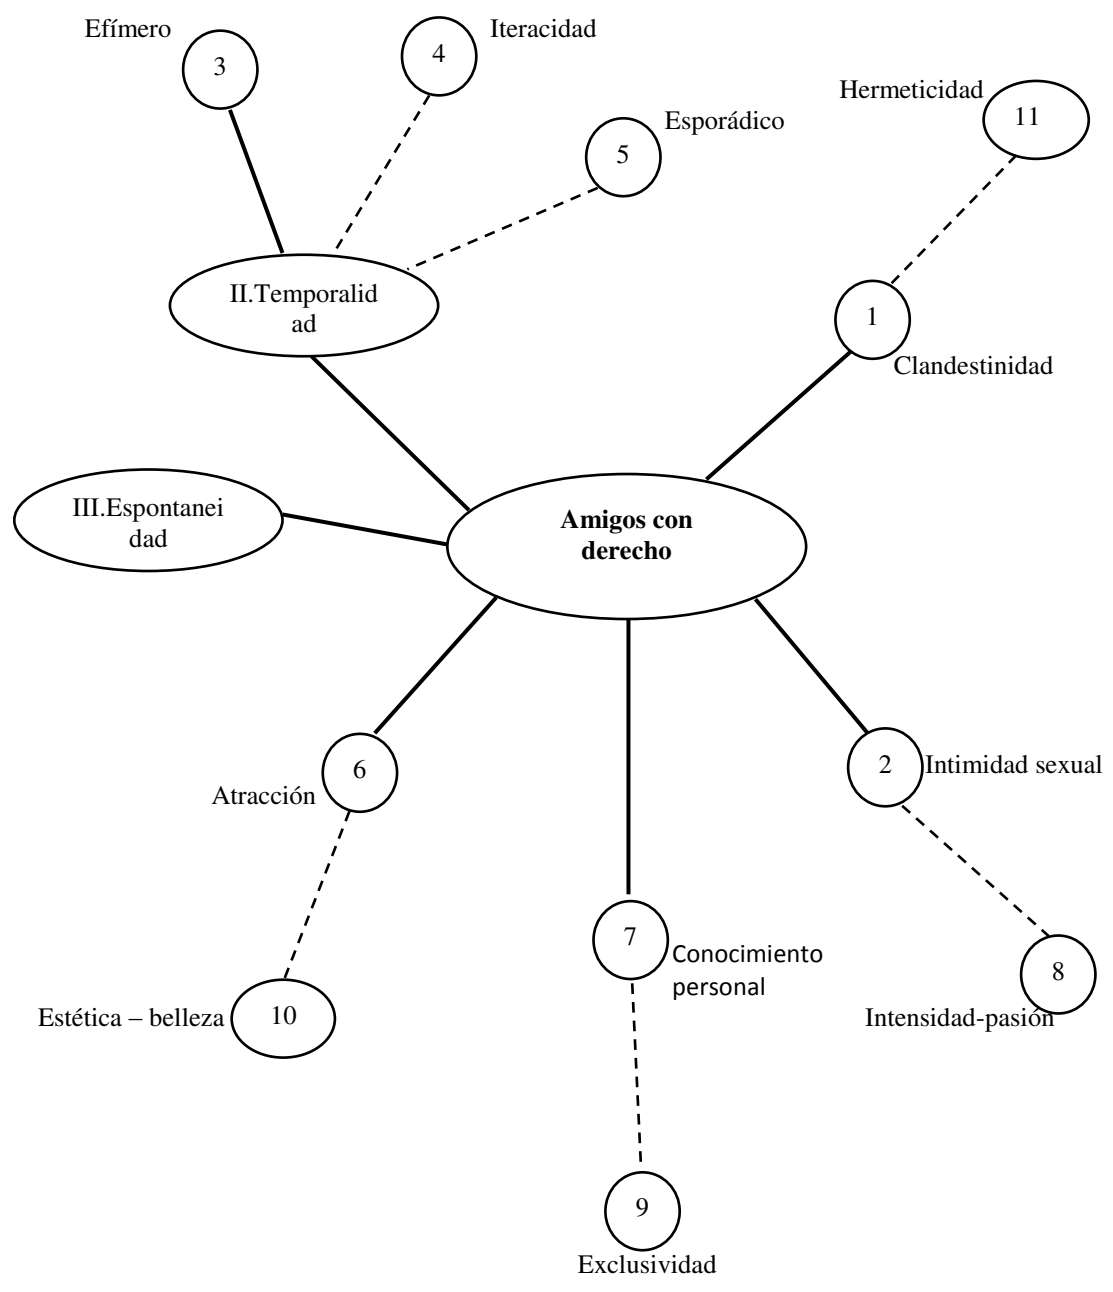 Efímero
3
4
Iteracidad
Hermeticidad
11
5
Esporádico
II.Temporalid
ad
1
Clandestinidad
III.Espontanei
dad
Amigos con
derecho
6
Atracción
2
Intimidad sexual
7
Conocimiento
personal
8
Intensidad-pasión
Estética – belleza
10
9
Exclusividad